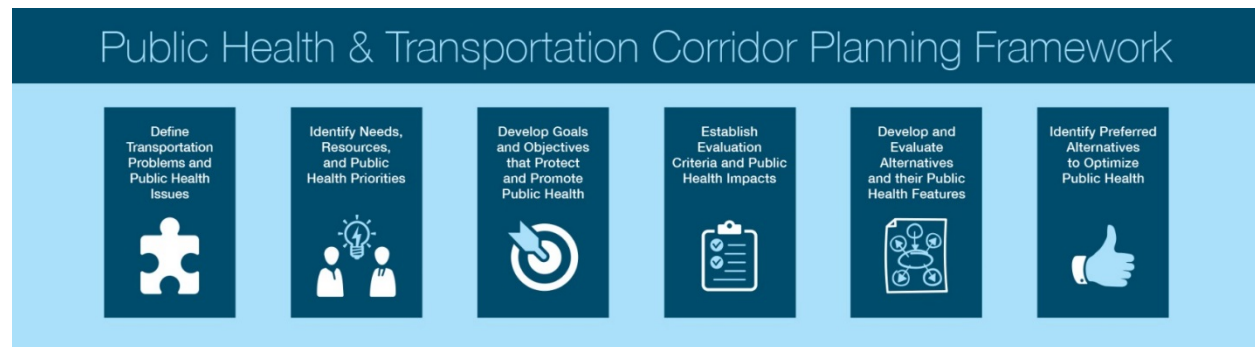 Public Health & Transportation Corridor Planning Framework
Define
Transportation
Problems and
Public Health
Issues
Identify Needs,
Resources,
and Public
Health Priorities
Develop Goals
and Objectives
that Protect
and Promote
Public Health
Establish
Evaluation
Criteria and Public
Health Impacts
Develop and
Evaluate
Alternatives
and their Public
Health Features
Identify Preferred
Alternatives
to Optimize
Public Health